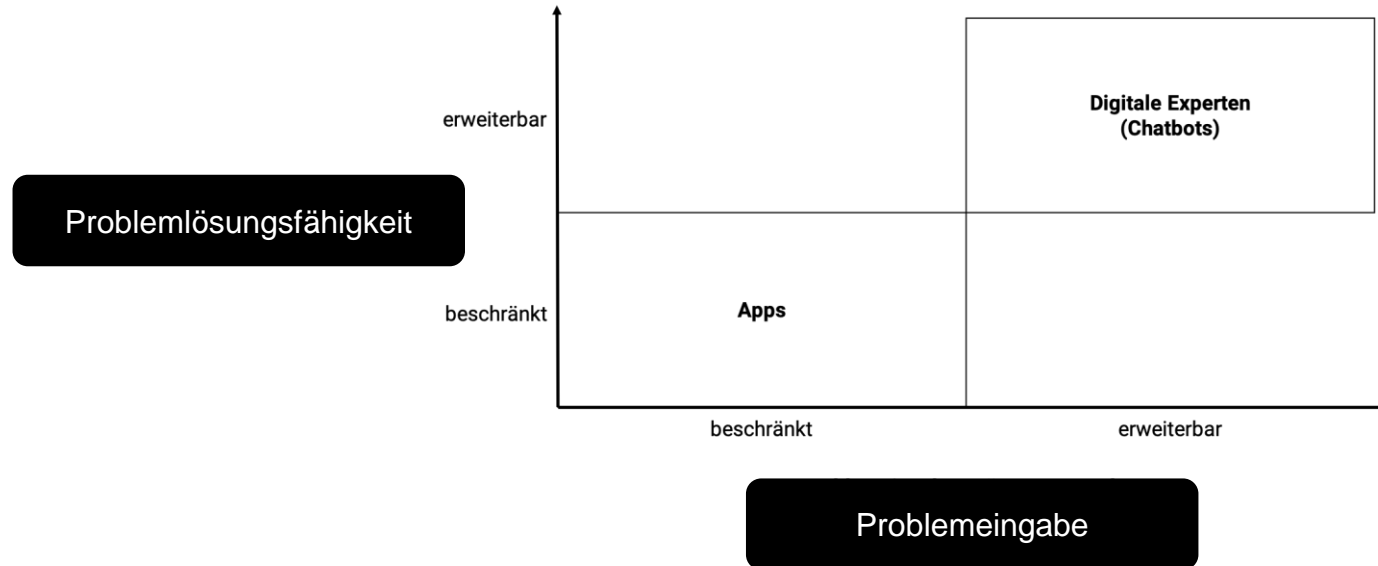 erweiterbar
Digitale Experten
(Chatbots)
Problemlösungsfähigkeit
beschränkt
Apps
beschränkt
erweiterbar
Problemeingabe